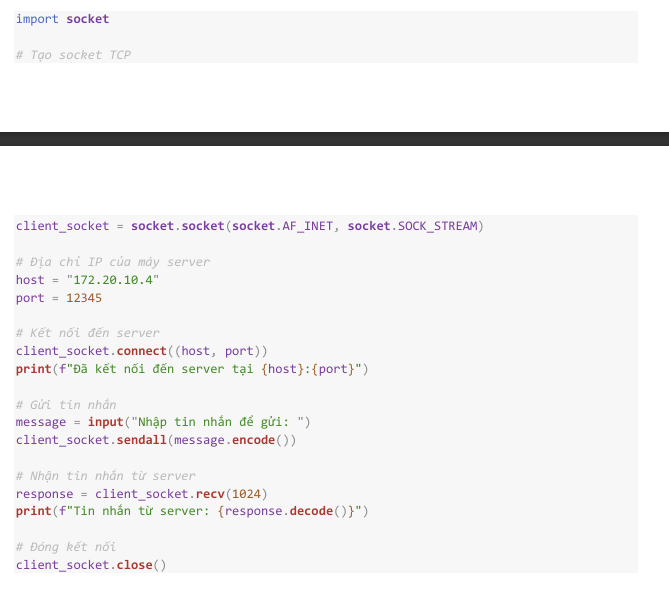 import socket
# Tạo socket TCP
client_socket = socket.socket(socket.AF_INET, socket.SOCK_STREAM)
# Địa chỉ IP của máy server
host = "172.20.10.4"
port = 12345
# Kết nối đến server
client_socket.connect((host, port))
print(f"Đã kết nối đến server tại {host}:{port}")
# Gửi tin nhắn
message = input("Nhập tin nhắn để gửi: ")
client_socket.sendall(message.encode())
# Nhận tin nhắn từ server
response = client_socket.recv(1024)
print(f"Tin nhắn từ server: {response.decode()}")
# Đóng kết nối
client_socket.close()